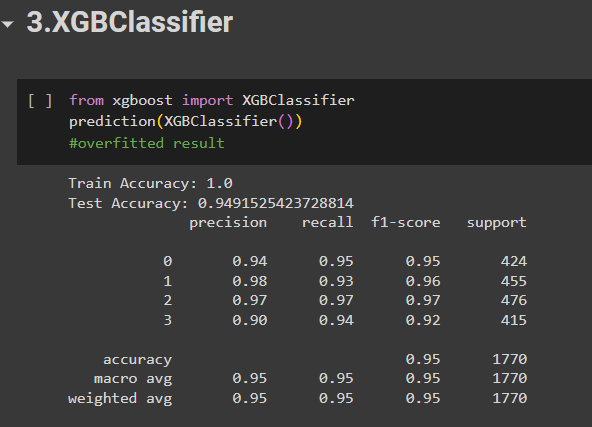 3.XGBClassifier
[ ] from xgboost import XGBClassifier
prediction(XGBClassifier())
#overfitted result
Train Accuracy: 1.0
Test Accuracy: 0.9491525423728814
precision recall f1-score support
0 0.94 0.95 0.95 424
1 0.98 0.93 0.96 455
2 0.97 0.97 0.97 476
3 0.90 0.94 0.92 415
accuracy 0.95 1770
macro avg 0.95 0.95 0.95 1770
weighted avg 0.95 0.95 0.95 1770